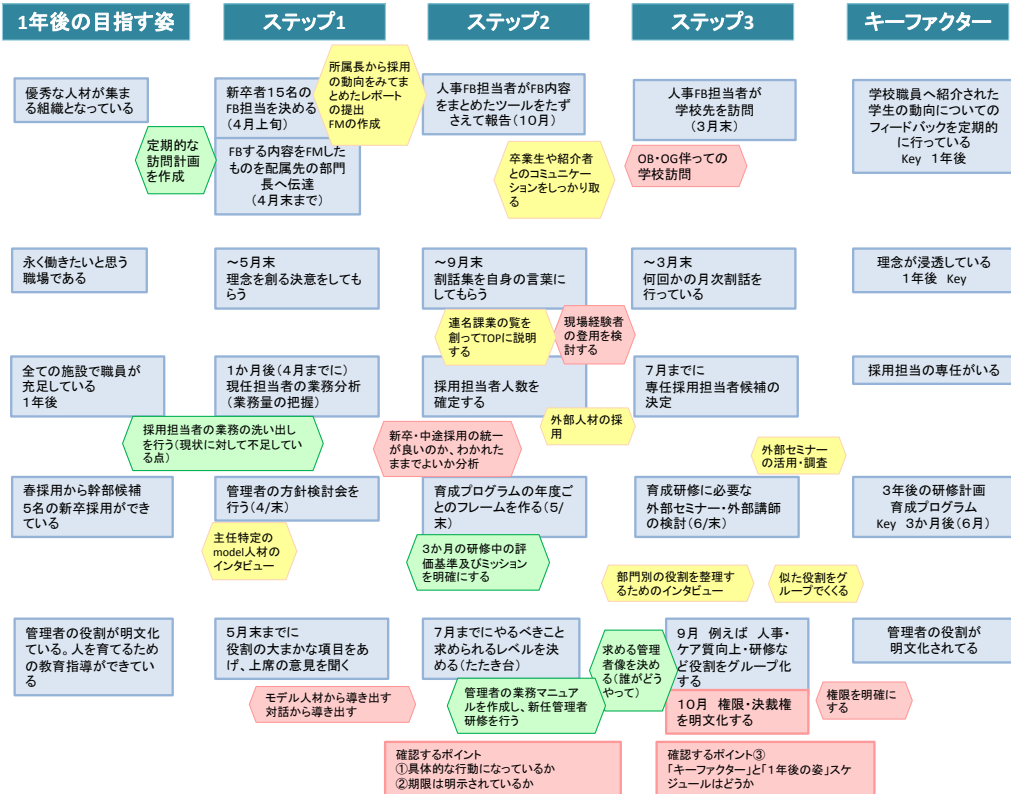 1年後の目指す姿
ステップ1
ステップ2
ステップ3
キーファクター
優秀な人材が集ま
る組織となっている
定期的な
訪問計画
を作成
新卒者15名の
FB担当を決める
(4月上旬)
FBする内容をFMした
ものを配属先の部門
長へ伝達
(4月末まで)
所属長から採用
の動向をみてま
とめたレポート
の提出
FMの作成
人事FB担当者がFB内容
をまとめたツールをたず
さえて報告(10月)
卒業生や紹介者
とのコミュニケー
ションをしっかり取
る
人事FB担当者が
学校先を訪問
(3月末)
OB・OG伴っての
学校訪問
学校職員へ紹介された
学生の動向についての
フィードバックを定期的
に行っている
Key 1年後
永く働きたいと思う
職場である
~5月末
理念を創る決意をしても
らう
~9月末
割話集を自身の言葉に
してもらう
~3月末
何回かの月次割話を
行っている
理念が浸透している
1年後 Key
連名課業の覧を
創ってTOPに説明
する
現場経験者
の登用を検
討する
全ての施設で職員が
充足している
1年後
1か月後(4月までに)
現任担当者の業務分析
(業務量の把握)
採用担当者人数を
確定する
7月までに
専任採用担当者候補の
決定
採用担当の専任がいる
採用担当者の業務の洗い出し
を行う(現状に対して不足してい
る点)
新卒・中途採用の統一
が良いのか、わかれた
ままでよいか分析
外部人材の採
用
外部セミナー
の活用・調査
春採用から幹部候補
5名の新卒採用ができ
ている
管理者の方針検討会を
行う(4/末)
育成プログラムの年度ご
とのフレームを作る(5/
末)
育成研修に必要な
外部セミナー・外部講師
の検討(6/末)
3年後の研修計画
育成プログラム
Key 3か月後(6月)
主任特定の
model人材の
インタビュー
3か月の研修中の評
価基準及びミッション
を明確にする
部門別の役割を整理す
るためのインタビュー
似た役割をグ
ループでくくる
管理者の役割が明文化
ている。人を育てるため
の教育指導ができてい
る
5月末までに
役割の大まかな項目をあ
げ、上席の意見を聞く
7月までにやるべきこと
求められるレベルを決
める(たたき台)
求める管理
者像を決め
る(誰がどう
やって)
9月 例えば 人事・
ケア質向上・研修な
ど役割をグループ化
する
管理者の役割が
明文化されてる
モデル人材から導き出す
対話から導き出す
管理者の業務マニュア
ルを作成し、新任管理者
研修を行う
10月 権限・決裁権
を明文化する
権限を明確に
する
確認するポイント
①具体的な行動になっているか
②期限は明示されているか
確認するポイント③
「キーファクター」と「1年後の姿」スケ
ジュールはどうか